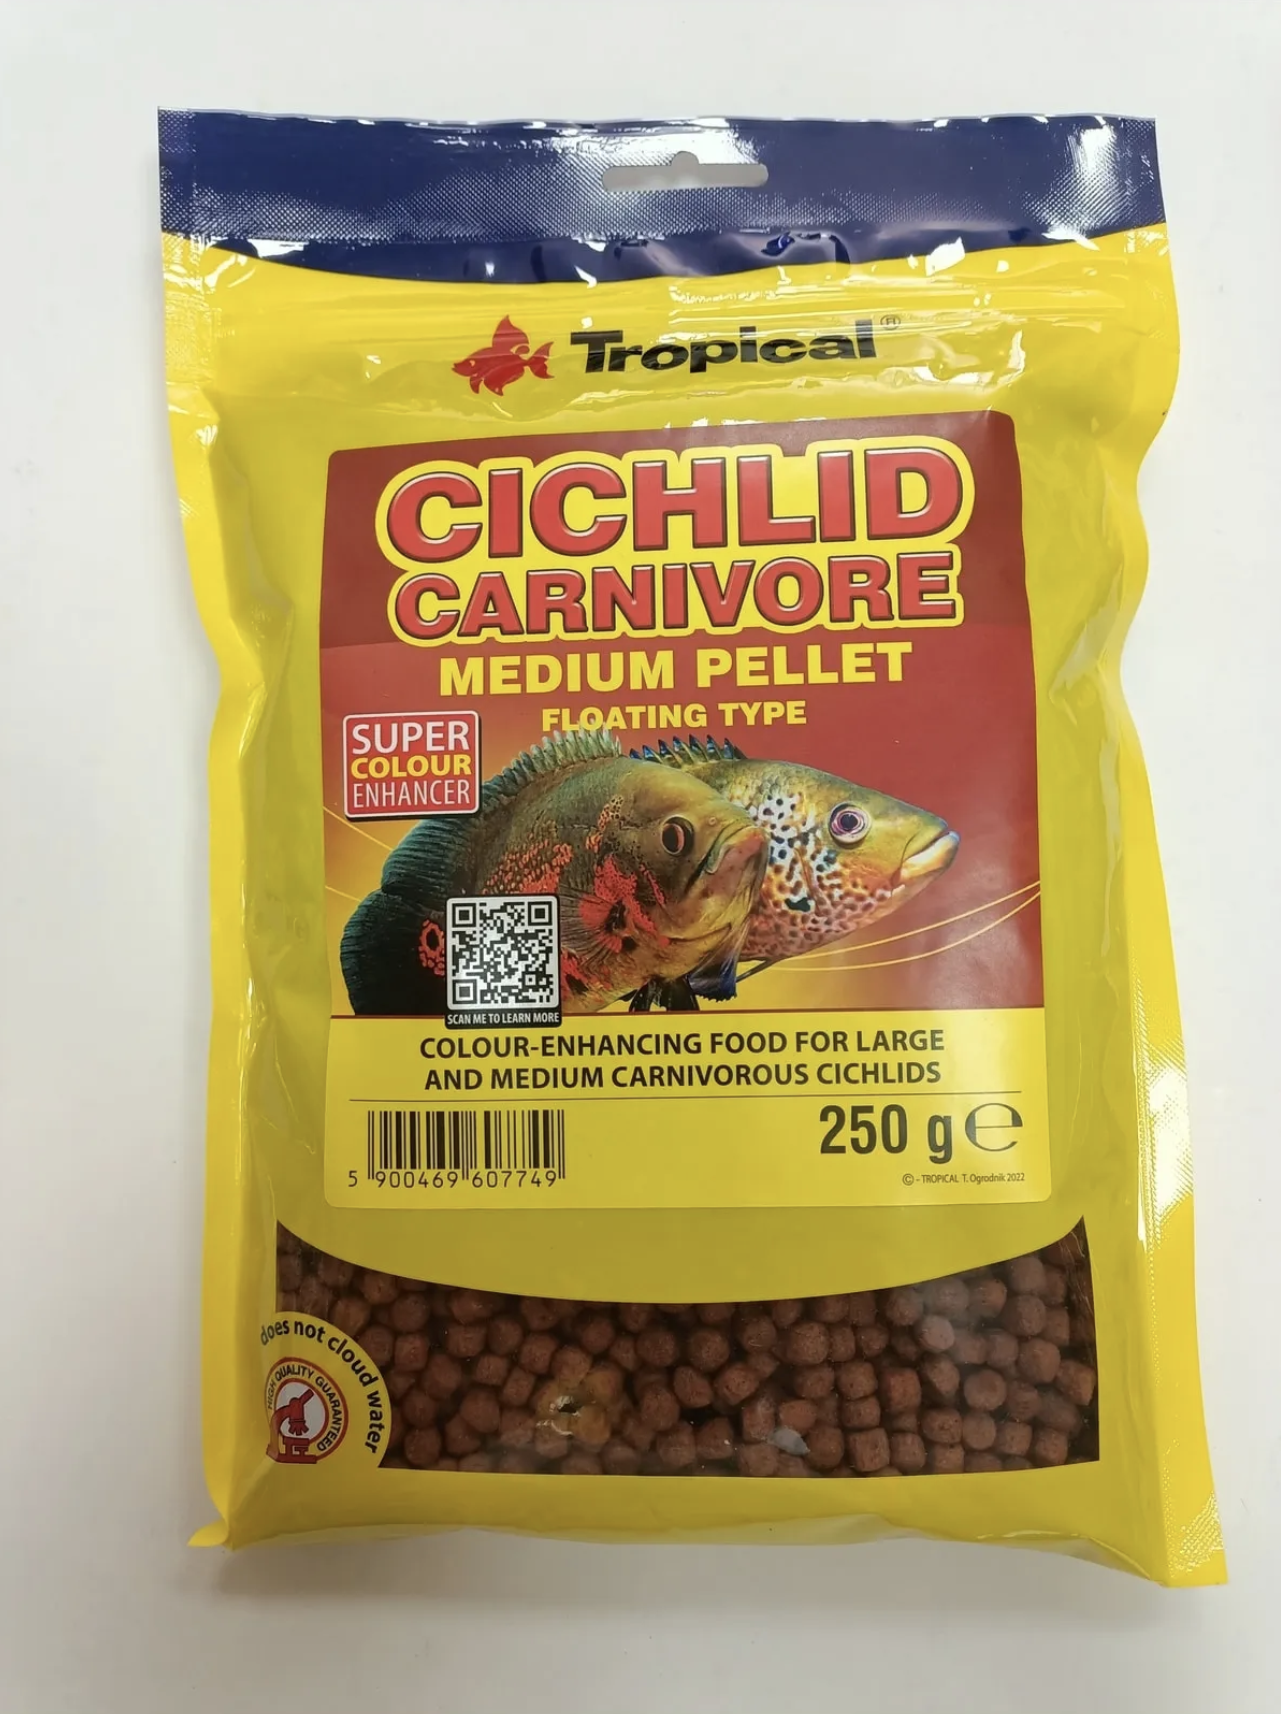 Tropical®
CICHLID
CARNIVORE
MEDIUM PELLET
FLOATING TYPE
SUPER
COLOUR
ENHANCER
SCAN ME TO LEARN MORE
COLOUR-ENHANCING FOOD FOR LARGE
AND MEDIUM CARNIVOROUS CICHLIDS
250 g ℮
5 900469 607749
© - TROPICAL T. Ogrodnik 2022
does not cloud water
HIGH QUALITY GUARANTEED